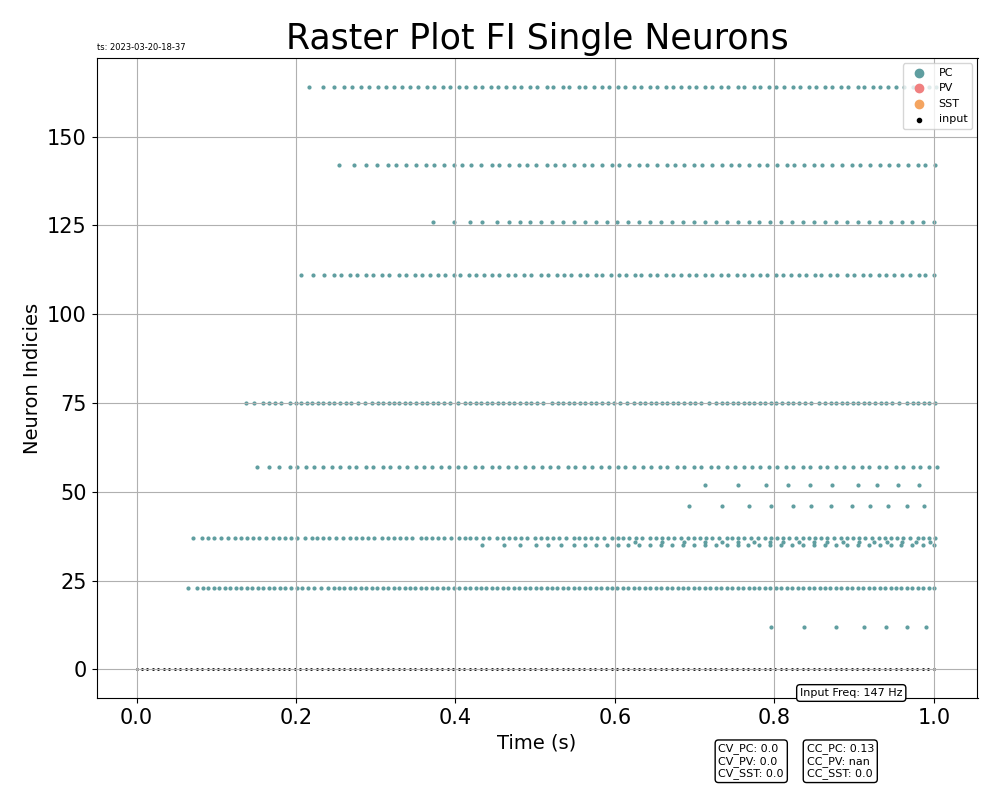 Raster Plot FI Single Neurons
ts: 2023-03-20-18-37
PC
PV
SST
input
150
125
100
75
50
25
0
Neuron Indicies
Input Freq: 147 Hz
0.0 0.2 0.4 0.6 0.8 1.0
Time (s)
CV_PC: 0.0
CV_PV: 0.0
CV_SST: 0.0
CC_PC: 0.13
CC_PV: nan
CC_SST: 0.0